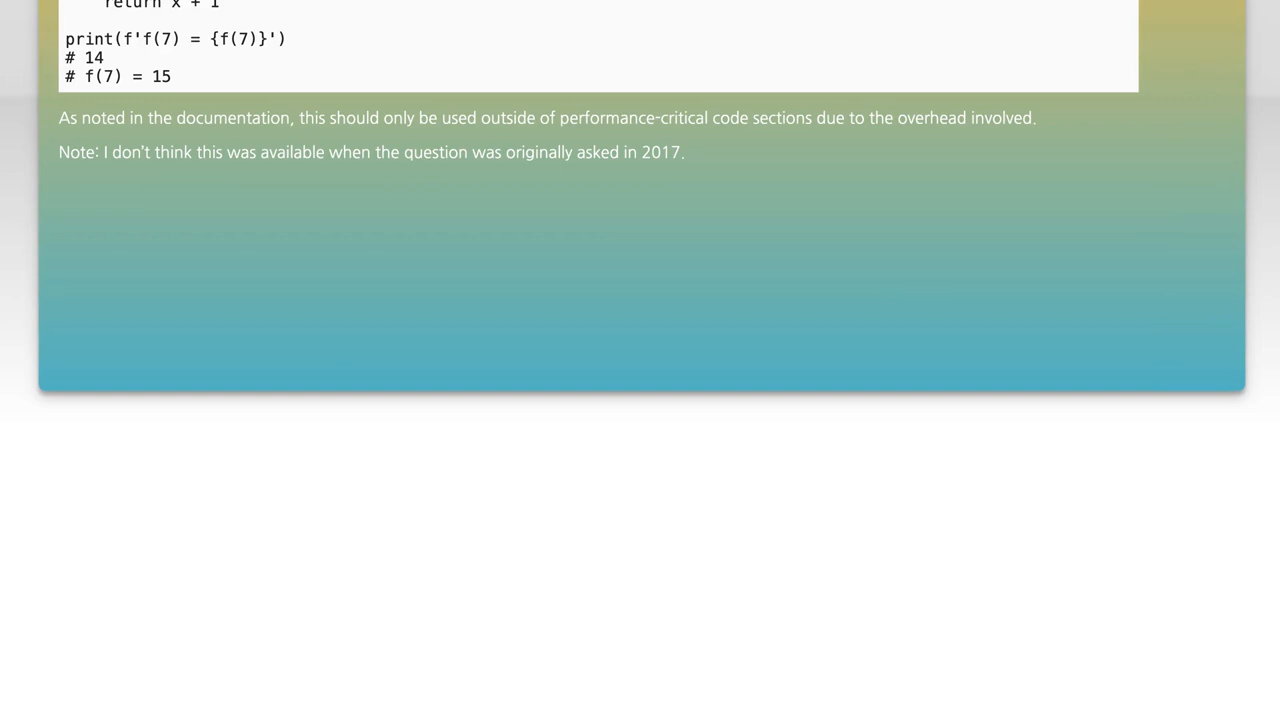 return x + 1
print(f'f(7) = {f(7)}')
# 14
# f(7) = 15
As noted in the documentation, this should only be used outside of performance-critical code sections due to the overhead involved.
Note: I don't think this was available when the question was originally asked in 2017.